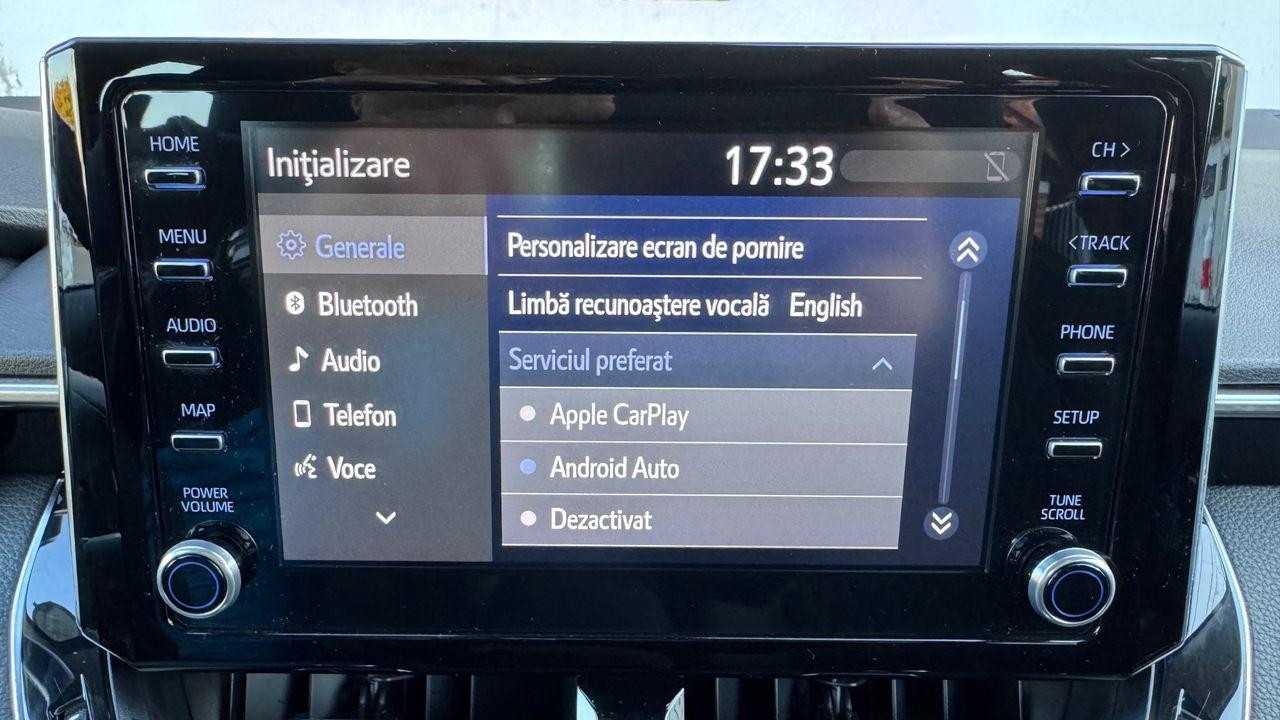 HOME
MENU
AUDIO
MAP
POWER
VOLUME
Iniţializare
17:33
Generale
Bluetooth
Audio
Telefon
Voce
Personalizare ecran de pornire
Limbă recunoaştere vocală English
Serviciul preferat
Apple CarPlay
Android Auto
Dezactivat
CH >
< TRACK
PHONE
SETUP
TUNE
SCROLL